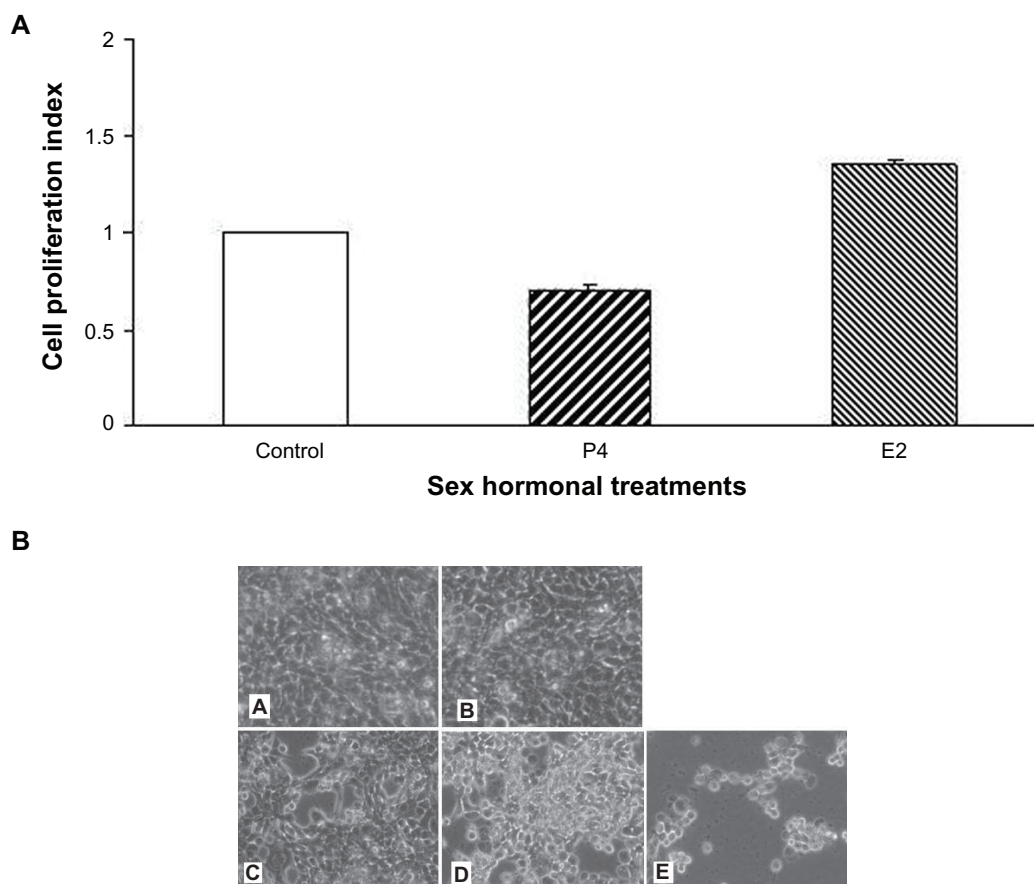 A
Cell proliferation index
2
1.5
1
0.5
0
Control P4 E2
Sex hormonal treatments
B
A B
C D E